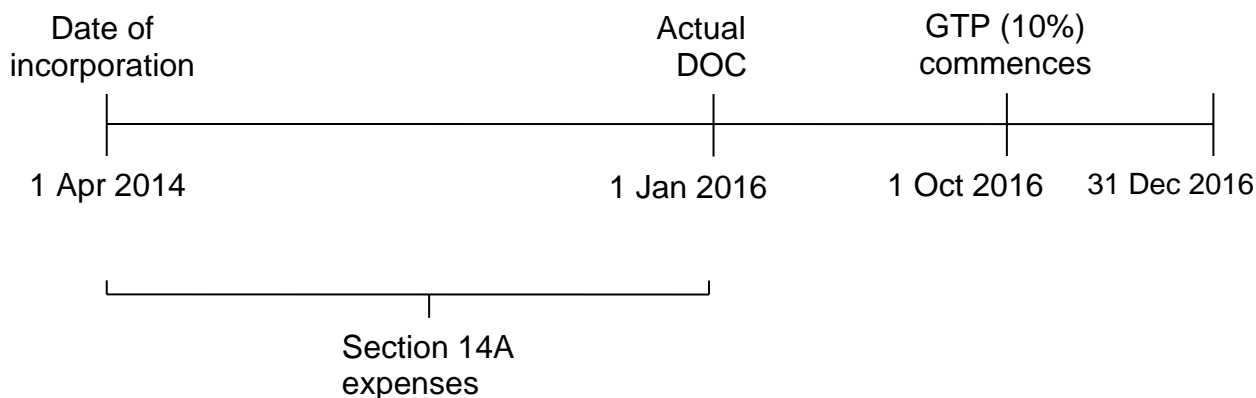 Date of
incorporation
Actual
DOC
GTP (10%)
commences
1 Apr 2014
1 Jan 2016
1 Oct 2016
31 Dec 2016
Section 14A
expenses